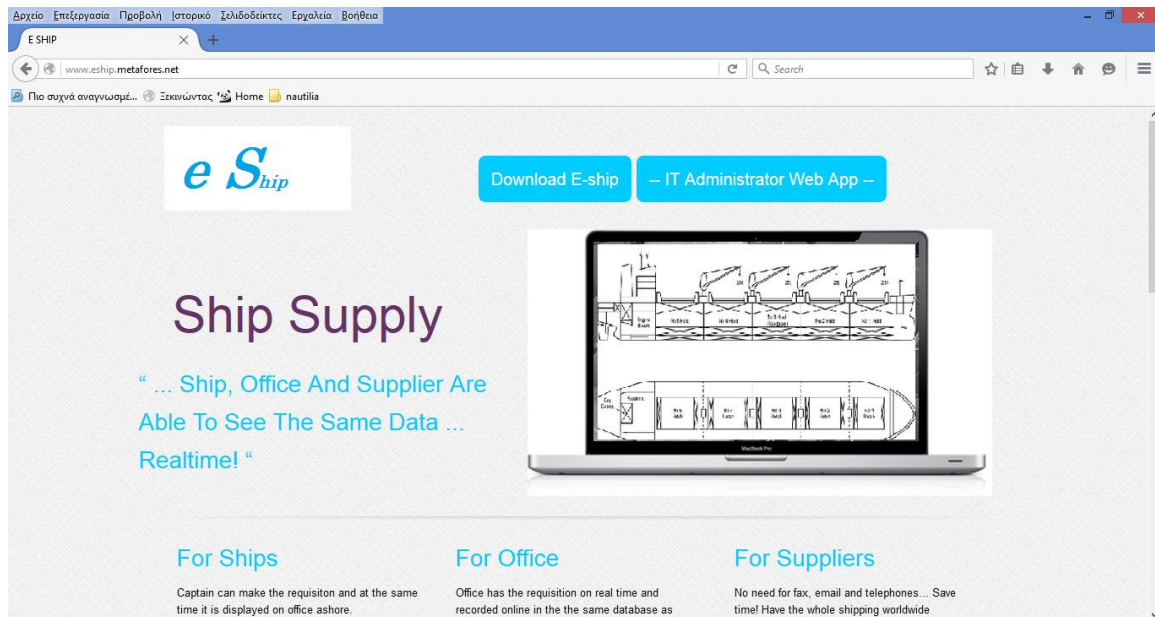 Αρχείο Επεξεργασία Προβολή Ιστορικό Σελιδοδείκτες Εργαλεία Βοήθεια
E SHIP
www.eship.metafores.net
Search
Πιο συχνά αναγνωσμέ... Ξεκινώντας Home nautilia
e Ship
Download E-ship
-- IT Administrator Web App --
Ship Supply
“ ... Ship, Office And Supplier Are
Able To See The Same Data ...
Realtime! “
MacBook Pro
For Ships
Captain can make the requisiton and at the same
time it is displayed on office ashore.
For Office
Office has the requisition on real time and
recorded online in the the same database as
For Suppliers
No need for fax, email and telephones... Save
time! Have the whole shipping worldwide